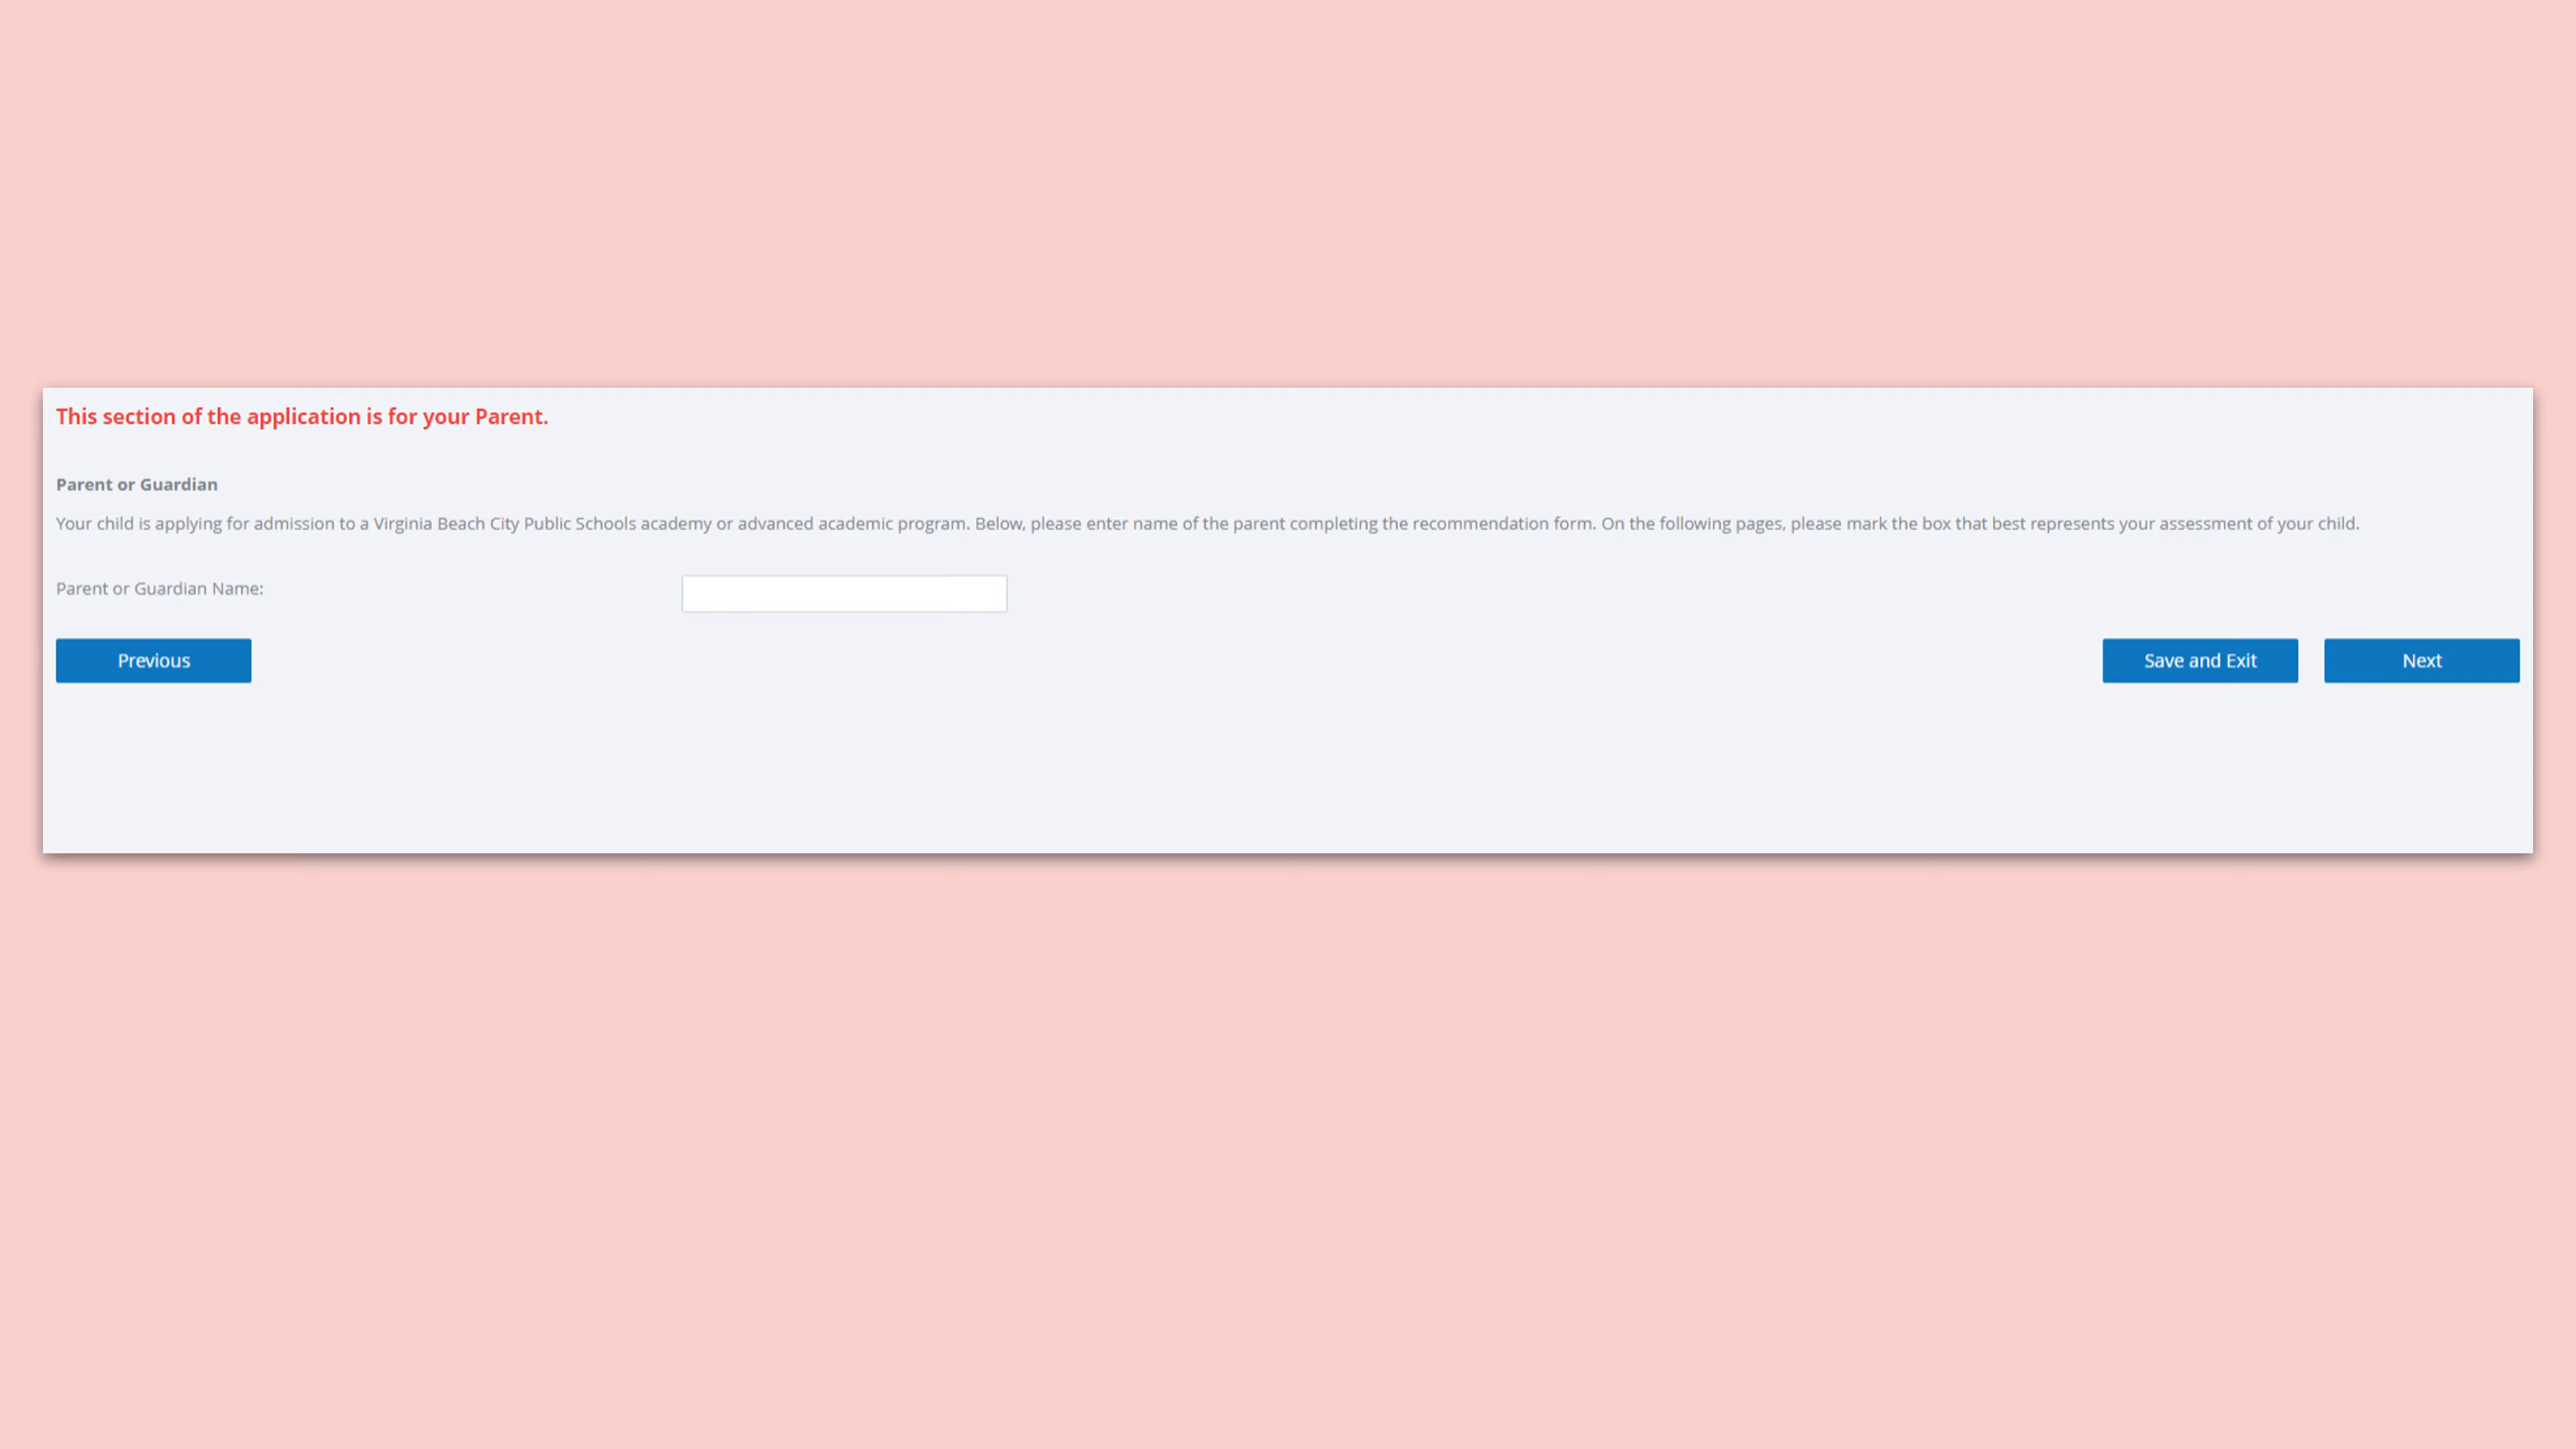 This section of the application is for your Parent.
Parent or Guardian
Your child is applying for admission to a Virginia Beach City Public Schools academy or advanced academic program. Below, please enter name of the parent completing the recommendation form. On the following pages, please mark the box that best represents your assessment of your child.
Parent or Guardian Name:
Previous
Save and Exit
Next